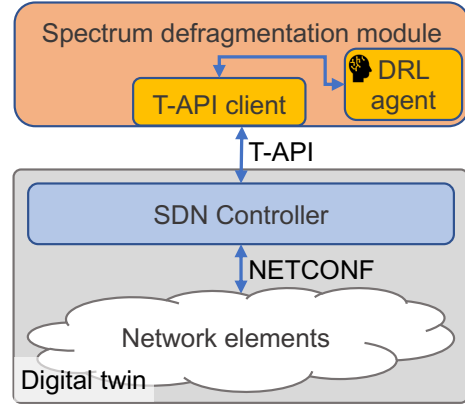 Spectrum defragmentation module
DRL
agent
T-API client
T-API
SDN Controller
NETCONF
Network elements
Digital twin